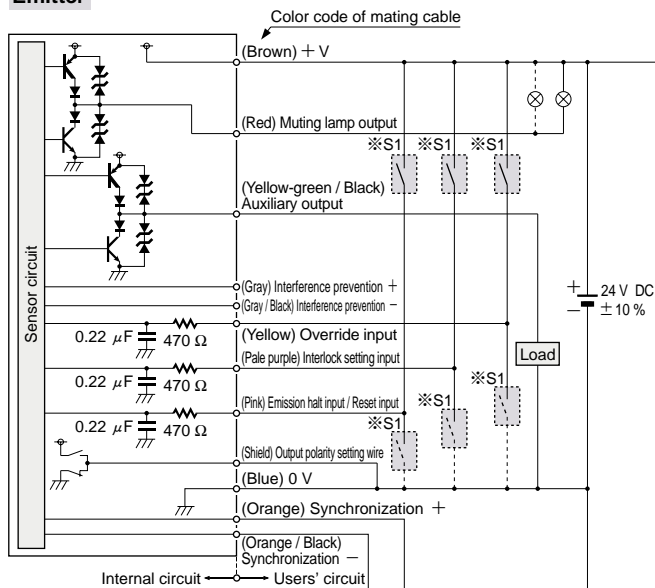 Emitter
Color code of mating cable
(Brown) + V
(Red) Muting lamp output
※S1 ※S1 ※S1
(Yellow-green / Black)
Auxiliary output
Sensor circuit
(Gray) Interference prevention +
(Gray / Black) Interference prevention −
+
−
24 V DC
± 10 %
0.22 μF 470 Ω
(Yellow) Override input
Load
(Pale purple) Interlock setting input
0.22 μF 470 Ω
※S1
(Pink) Emission halt input / Reset input
※S1
0.22 μF 470 Ω
※S1
(Shield) Output polarity setting wire
(Blue) 0 V
(Orange) Synchronization +
(Orange / Black)
Synchronization −
Internal circuit Users' circuit